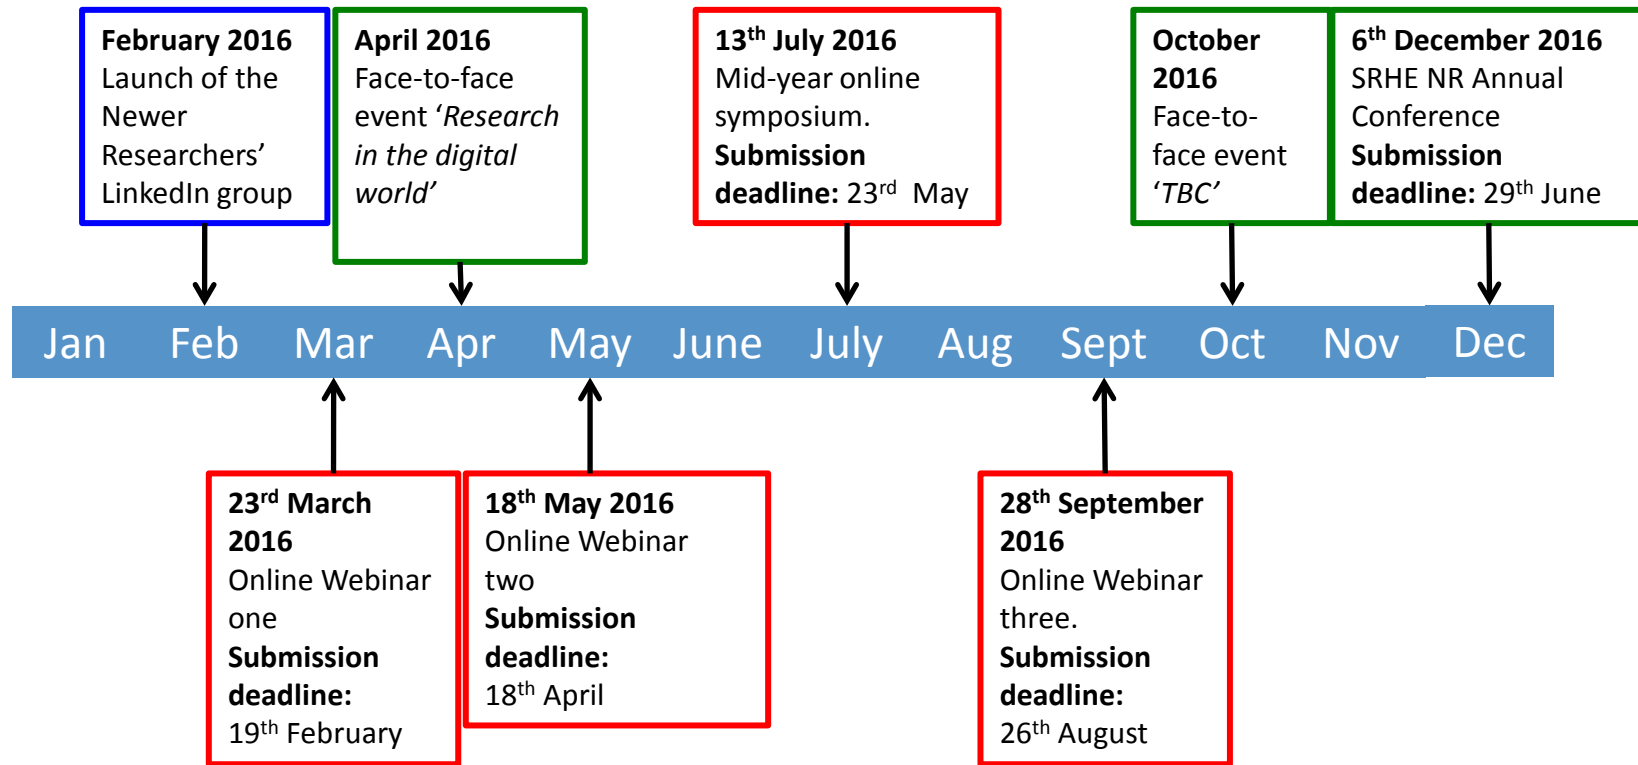 February 2016
Launch of the
Newer
Researchers’
LinkedIn group
April 2016
Face-to-face
event ‘Research
in the digital
world’
13th July 2016
Mid-year online
symposium.
Submission
deadline: 23rd May
October
2016
Face-to-
face event
‘TBC’
6th December 2016
SRHE NR Annual
Conference
Submission
deadline: 29th June
Jan Feb Mar Apr May June July Aug Sept Oct Nov Dec
23rd March
2016
Online Webinar
one
Submission
deadline:
19th February
18th May 2016
Online Webinar
two
Submission
deadline:
18th April
28th September
2016
Online Webinar
three.
Submission
deadline:
26th August